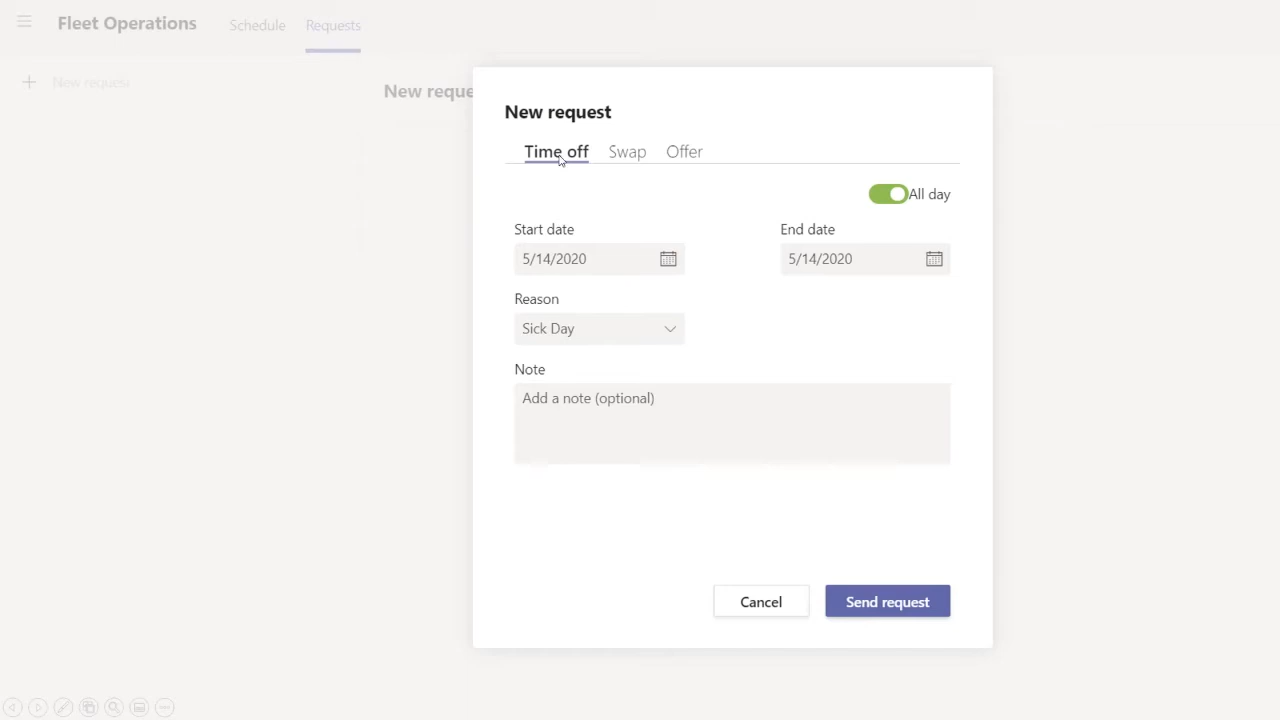 Fleet Operations Schedule Requests
New request
New reque
New request
Time off Swap Offer
All day
Start date End date
5/14/2020 5/14/2020
Reason
Sick Day
Note
Add a note (optional)
Cancel Send request